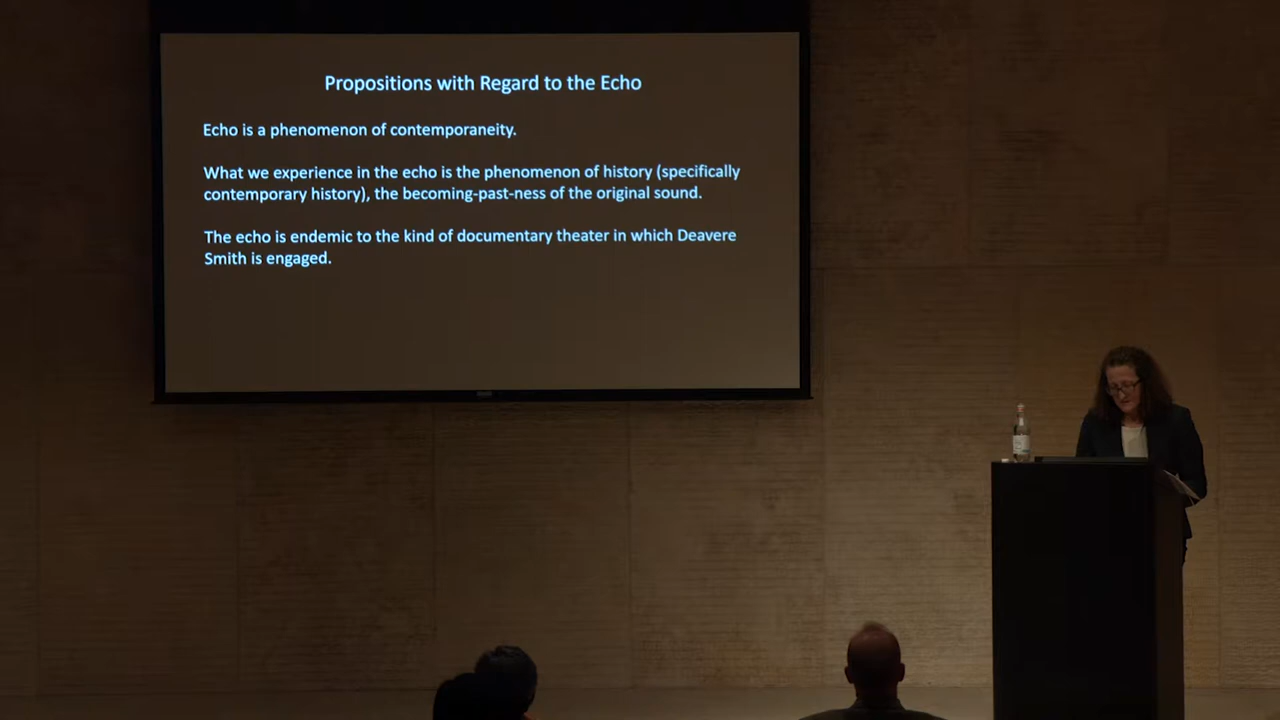 Propositions with Regard to the Echo
Echo is a phenomenon of contemporaneity.
What we experience in the echo is the phenomenon of history (specifically
contemporary history), the becoming-past-ness of the original sound.
The echo is endemic to the kind of documentary theater in which Deavere
Smith is engaged.